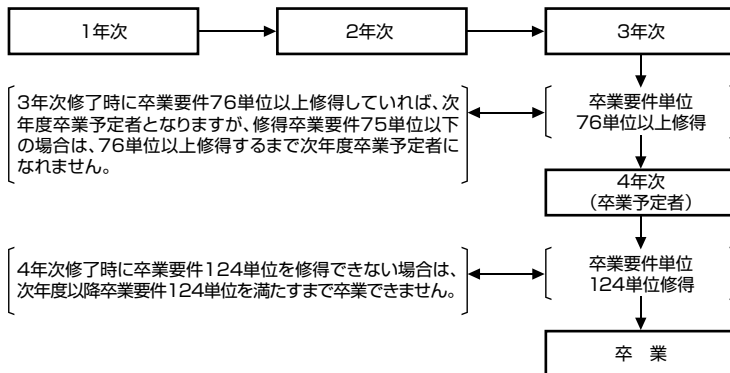 1年次
2年次
3年次
3年次修了時に卒業要件76単位以上修得していれば、次
年度卒業予定者となりますが、修得卒業要件75単位以下
の場合は、76単位以上修得するまで次年度卒業予定者に
なれません。
卒業要件単位
76単位以上修得
4年次
（卒業予定者）
4年次修了時に卒業要件124単位を修得できない場合は、
次年度以降卒業要件124単位を満たすまで卒業できません。
卒業要件単位
124単位修得
卒　業